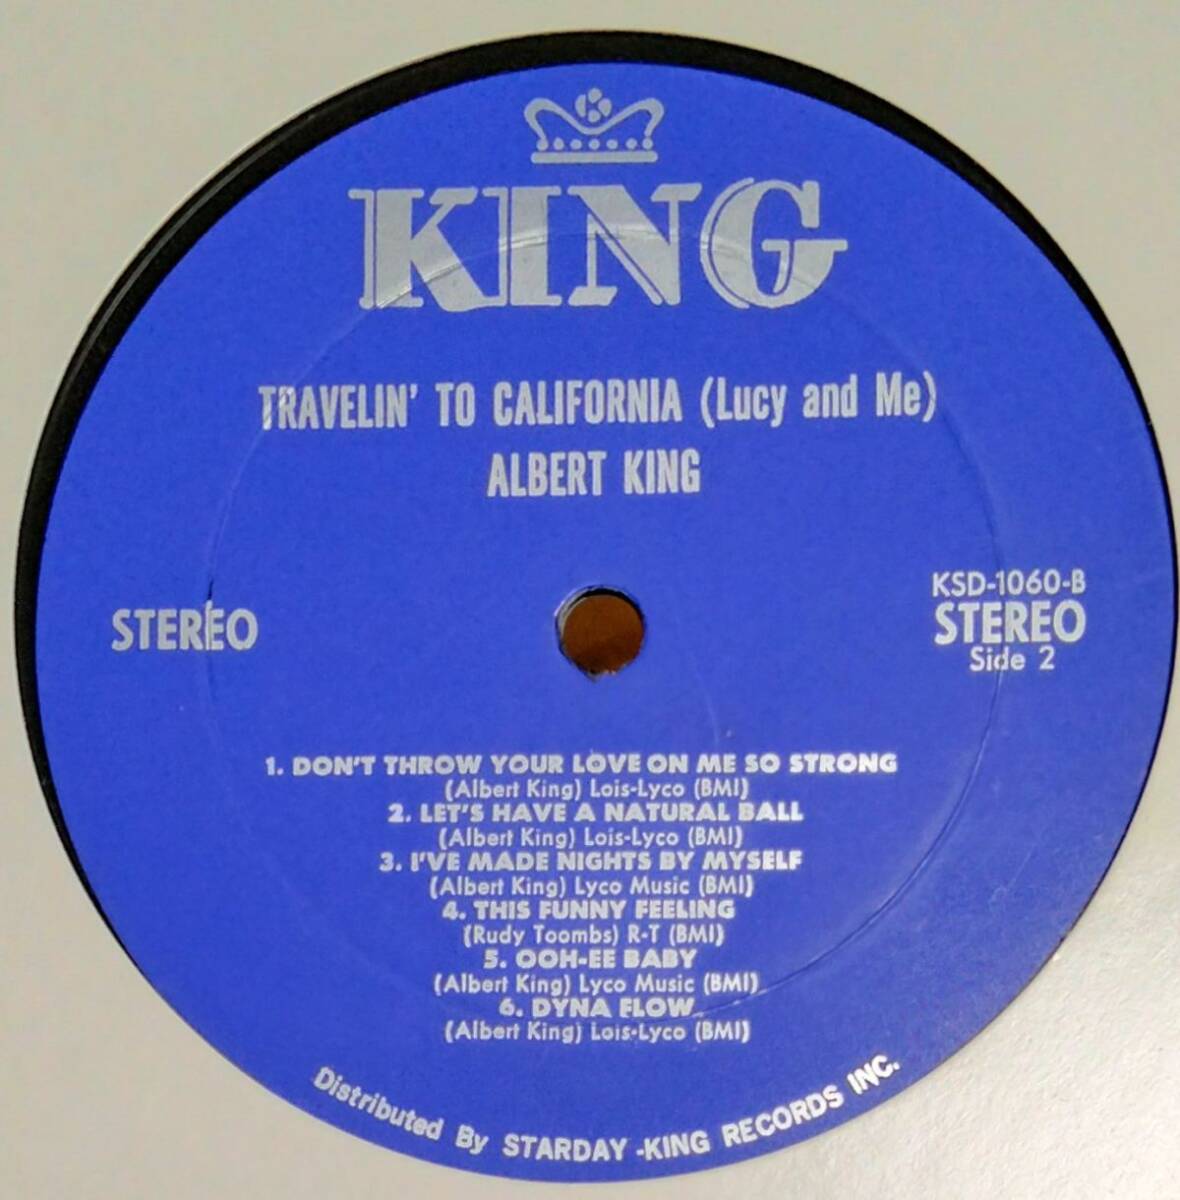 KING
TRAVELIN' TO CALIFORNIA (Lucy and Me)
ALBERT KING
STEREO
KSD-1060-B
STEREO
Side 2
1. DON'T THROW YOUR LOVE ON ME SO STRONG
(Albert King) Lois-Lyco (BMI)
2. LET'S HAVE A NATURAL BALL
(Albert King) Lois-Lyco (BMI)
3. I'VE MADE NIGHTS BY MYSELF
(Albert King) Lyco Music (BMI)
4. THIS FUNNY FEELING
(Rudy Toombs) R-T (BMI)
5. OOH-EE BABY
(Albert King) Lyco Music (BMI)
6. DYNA FLOW
(Albert King) Lois-Lyco (BMI)
Distributed By STARDAY-KING RECORDS INC.